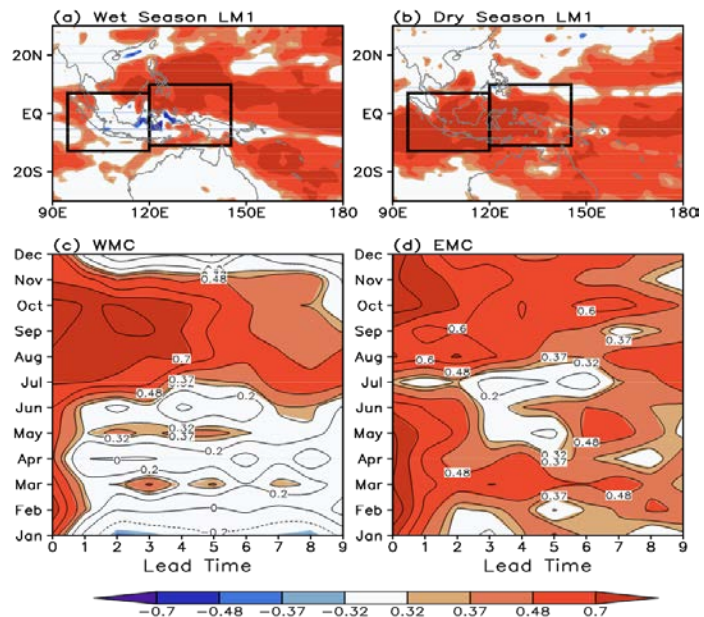 (a) Wet Season LM1
(b) Dry Season LM1
20N
EQ
20S
90E 120E 150E 180
20N
EQ
20S
90E 120E 150E 180
(c) WMC
(d) EMC
Dec
Nov
Oct
Sep
Aug
Jul
Jun
May
Apr
Mar
Feb
Jan
0 1 2 3 4 5 6 7 8 9
Lead Time
0.48
0.7
0.37
0.32
0.48
0.2
0.32
0.32
0.37
0.2
0
0.2
0.2
0
0.2
Dec
Nov
Oct
Sep
Aug
Jul
Jun
May
Apr
Mar
Feb
Jan
0 1 2 3 4 5 6 7 8 9
Lead Time
0.6
0.6
0.6
0.37
0.37
0.32
0.48
0.2
0.48
0.32
0.37
0.48
0.48
0.37
-0.7 -0.48 -0.37 -0.32 0.32 0.37 0.48 0.7